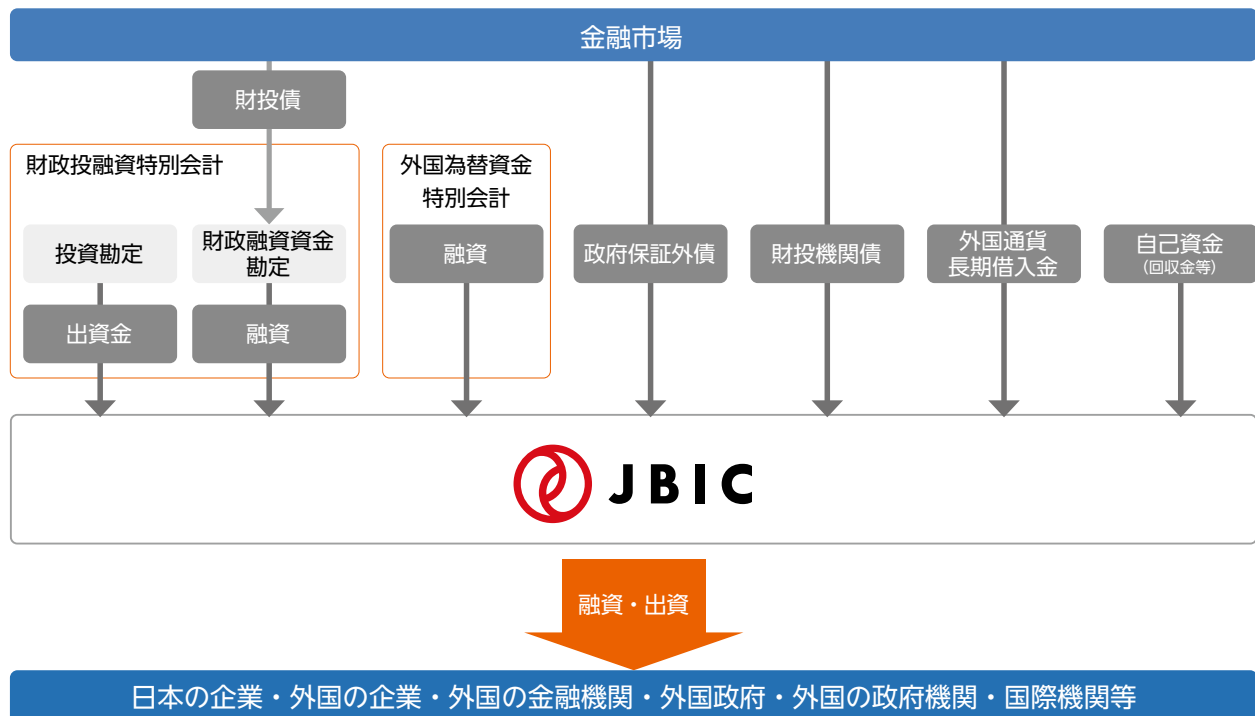 金融市場
財投債
財政投融資特別会計
外国為替資金
特別会計
投資勘定
財政融資資金
勘定
融資
政府保証外債
財投機関債
外国通貨
長期借入金
自己資金
(回収金等)
出資金
融資
JBIC
融資・出資
日本の企業・外国の企業・外国の金融機関・外国政府・外国の政府機関・国際機関等